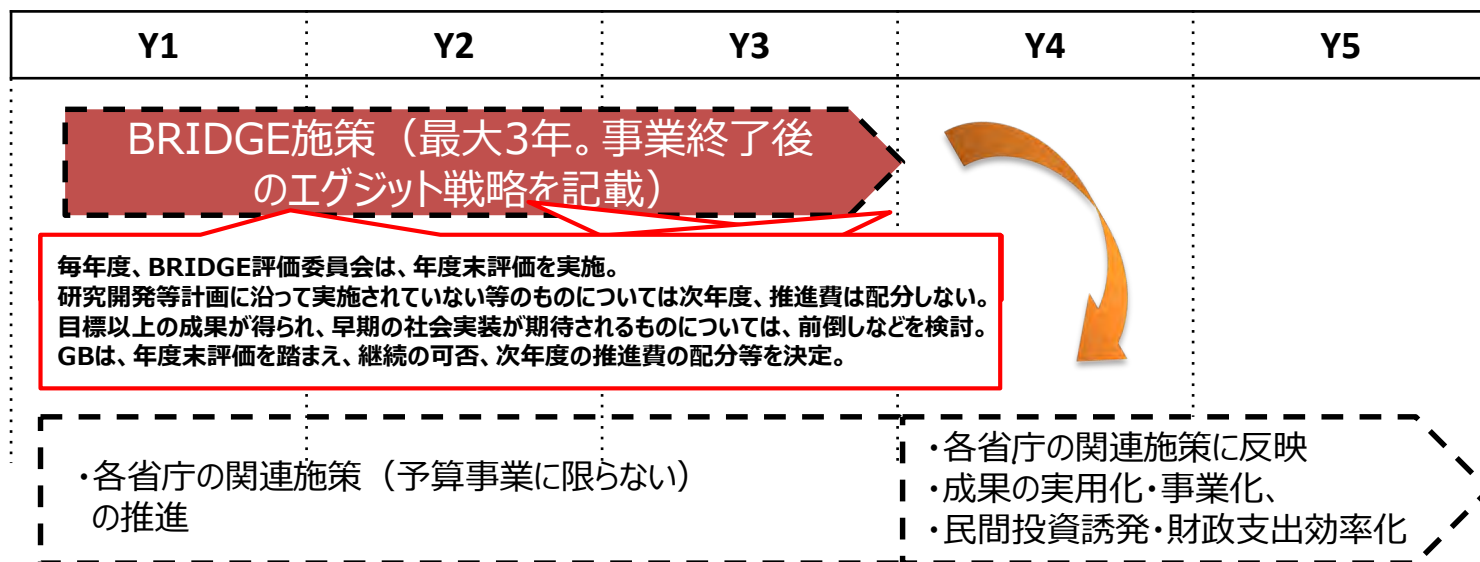 Y1 Y2 Y3 Y4 Y5
BRIDGE施策（最大3年。事業終了後
のエグジット戦略を記載）
毎年度、BRIDGE評価委員会は、年度末評価を実施。
研究開発等計画に沿って実施されていない等のものについては次年度、推進費は配分しない。
目標以上の成果が得られ、早期の社会実装が期待されるものについては、前倒しなどを検討。
GBは、年度末評価を踏まえ、継続の可否、次年度の推進費の配分等を決定。
・各省庁の関連施策（予算事業に限らない）
の推進
・各省庁の関連施策に反映
・成果の実用化・事業化、
・民間投資誘発・財政支出効率化